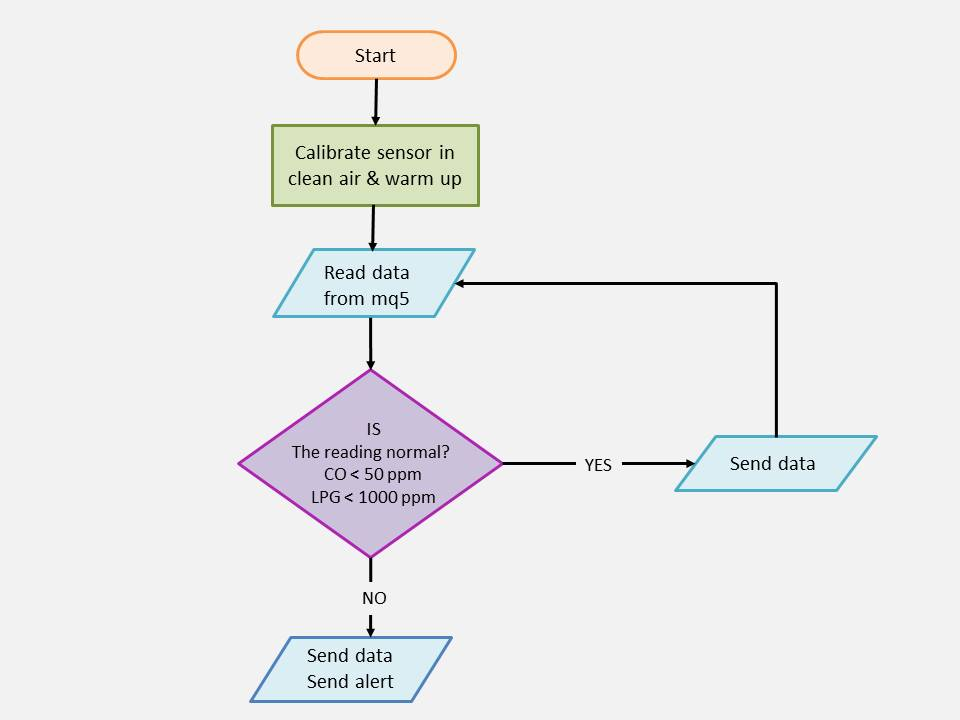 Start
Calibrate sensor in
clean air & warm up
Read data
from mq5
IS
The reading normal?
CO < 50 ppm
LPG < 1000 ppm
YES
Send data
NO
Send data
Send alert